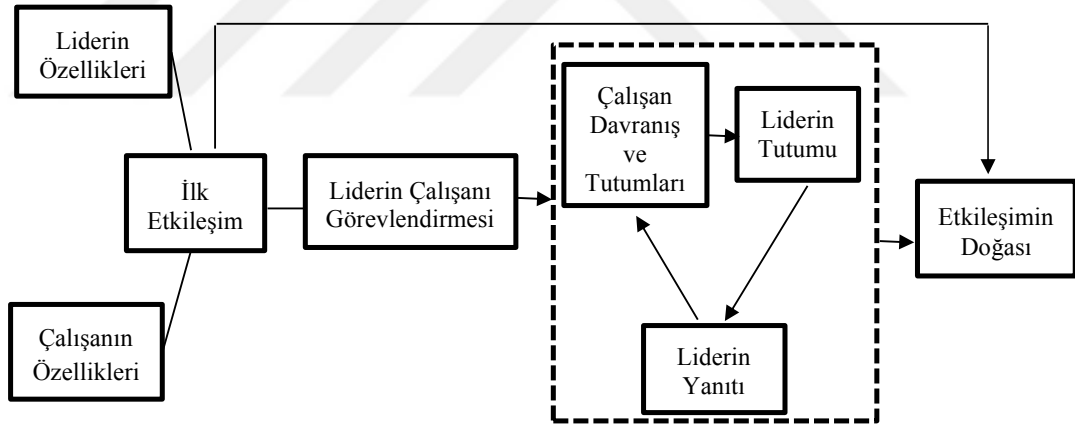 Liderin
Özellikleri
Çalışanın
Özellikleri
İlk
Etkileşim
Liderin Çalışanı
Görevlendirmesi
Çalışan
Davranış
ve
Tutumları
Liderin
Tutumu
Liderin
Yanıtı
Etkileşimin
Doğası